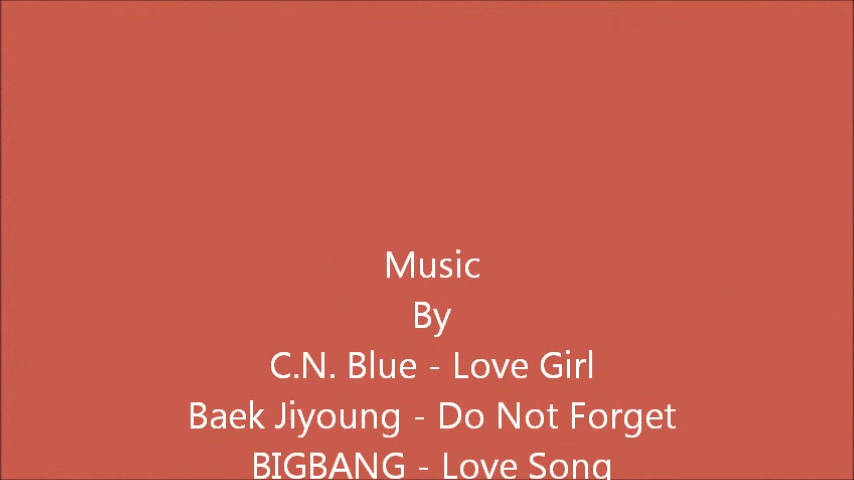 Music
By
C.N. Blue - Love Girl
Baek Jiyoung - Do Not Forget
BIGBANG - Love Song